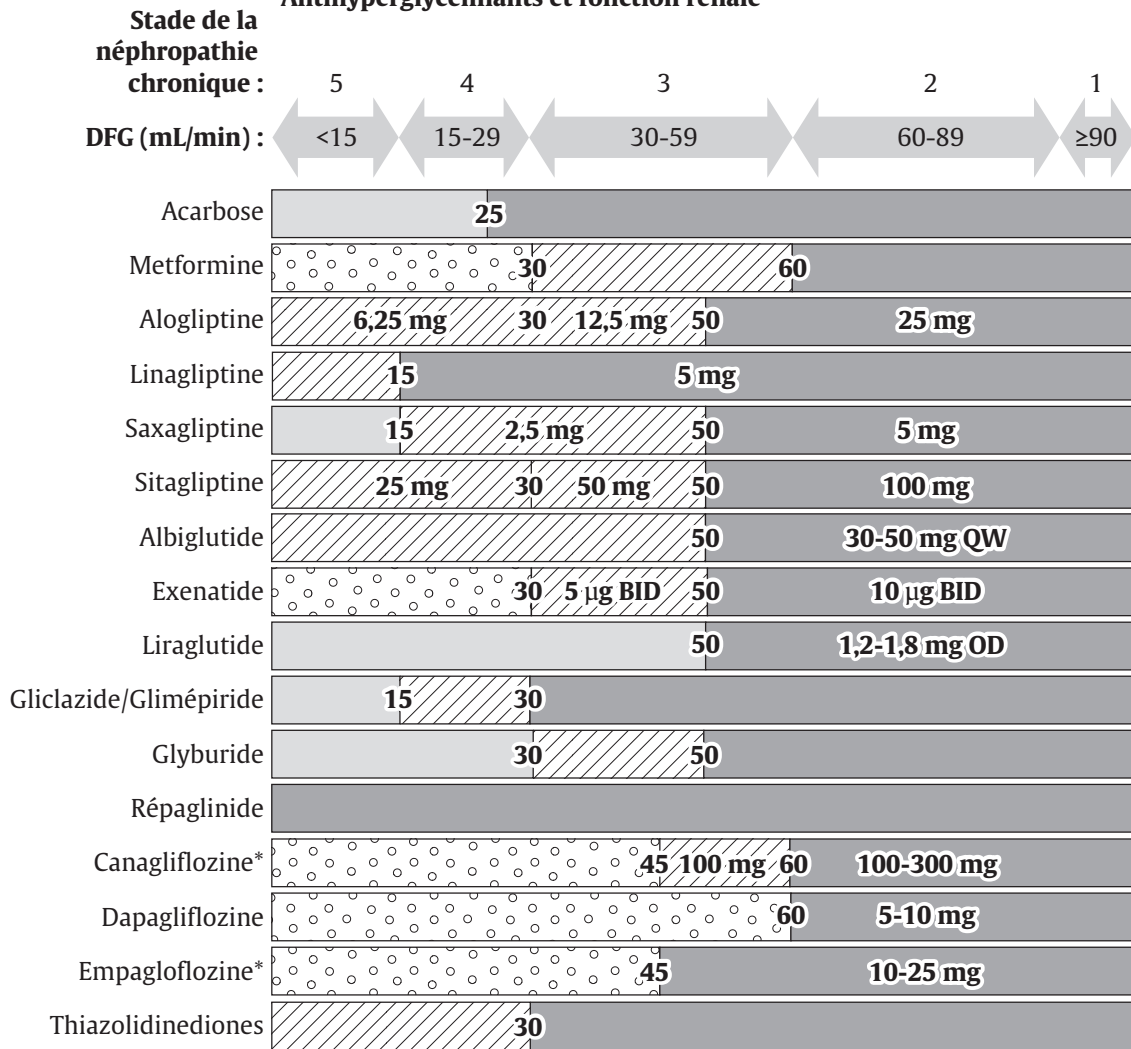 Antihyperglycémiants et fonction rénale
Stade de la
néphropathie
chronique : 5 4 3 2 1
DFG (mL/min) : <15 15-29 30-59 60-89 ≥90
Acarbose 25
Metformine 30 60
Alogliptine 6,25 mg 30 12,5 mg 50 25 mg
Linagliptine 15 5 mg
Saxagliptine 15 2,5 mg 50 5 mg
Sitagliptine 25 mg 30 50 mg 50 100 mg
Albiglutide 50 30-50 mg QW
Exenatide 30 5 µg BID 50 10 µg BID
Liraglutide 50 1,2-1,8 mg OD
Gliclazide/Glimépiride 15 30
Glyburide 30 50
Répaglinide
Canagliflozine* 45 100 mg 60 100-300 mg
Dapagliflozine 60 5-10 mg
Empagloflozine* 45 10-25 mg
Thiazolidinediones 30